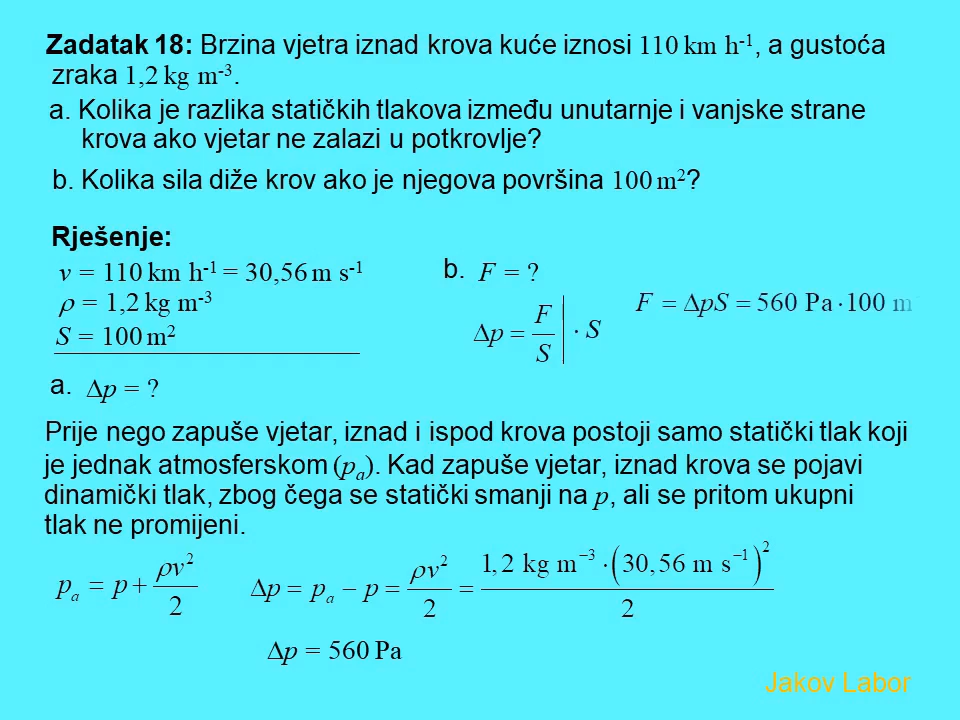 Zadatak 18: Brzina vjetra iznad krova kuće iznosi 110 km h⁻¹, a gustoća
zraka 1,2 kg m⁻³.
a. Kolika je razlika statičkih tlakova između unutarnje i vanjske strane
krova ako vjetar ne zalazi u potkrovlje?
b. Kolika sila diže krov ako je njegova površina 100 m²?
Rješenje:
v = 110 km h⁻¹ = 30,56 m s⁻¹
ρ = 1,2 kg m⁻³
S = 100 m²
b. F = ?
Δp = F/S | · S
F = ΔpS = 560 Pa · 100 m
a. Δp = ?
Prije nego zapuše vjetar, iznad i ispod krova postoji samo statički tlak koji
je jednak atmosferskom (pₐ). Kad zapuše vjetar, iznad krova se pojavi
dinamički tlak, zbog čega se statički smanji na p, ali se pritom ukupni
tlak ne promijeni.
pₐ = p + ρv²/2
Δp = pₐ − p = ρv²/2 = 1,2 kg m⁻³ · (30,56 m s⁻¹)²/2
Δp = 560 Pa
Jakov Labor